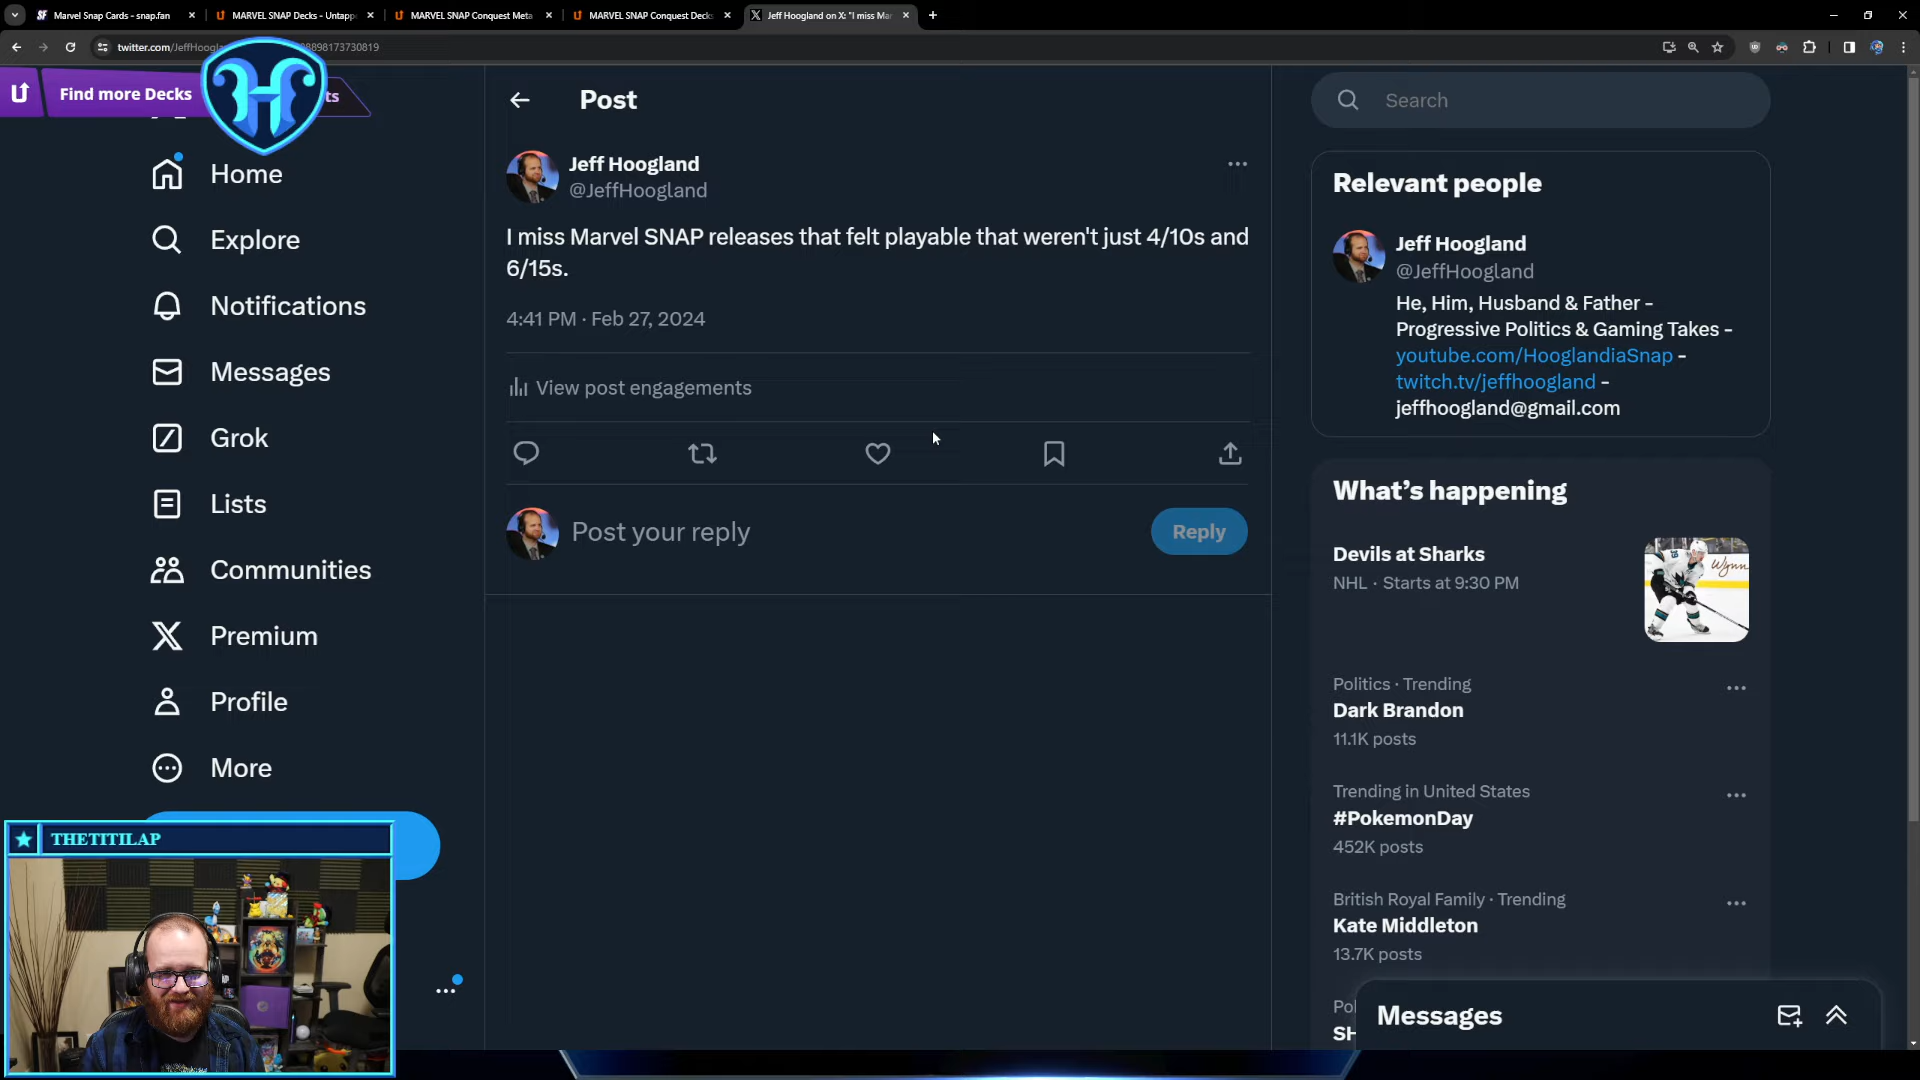 Marvel Snap Cards - snap.fan
MARVEL SNAP Decks - Untapp
MARVEL SNAP Conquest Meta
MARVEL SNAP Conquest Deck
Jeff Hoogland on X: "I miss Mar
twitter.com/JeffHoogla
98173730819
Find more Decks
ts
Home
Explore
Notifications
Messages
Grok
Lists
Communities
Premium
Profile
More
Post
Jeff Hoogland
@JeffHoogland
I miss Marvel SNAP releases that felt playable that weren't just 4/10s and
6/15s.
4:41 PM · Feb 27, 2024
View post engagements
Post your reply
Reply
Search
Relevant people
Jeff Hoogland
@JeffHoogland
He, Him, Husband & Father -
Progressive Politics & Gaming Takes -
youtube.com/HooglandiaSnap -
twitch.tv/jeffhoogland -
jeffhoogland@gmail.com
What's happening
Devils at Sharks
NHL · Starts at 9:30 PM
Politics · Trending
Dark Brandon
11.1K posts
Trending in United States
#PokemonDay
452K posts
British Royal Family · Trending
Kate Middleton
13.7K posts
Messages
THETITILAP